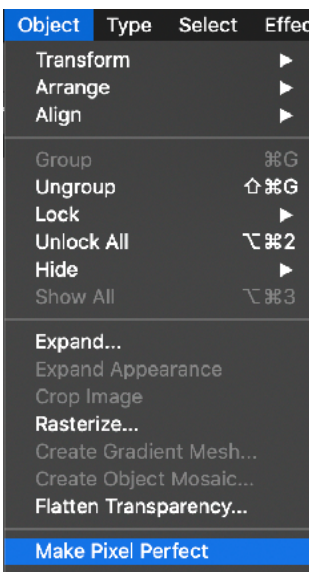 Object Type Select Effec
Transform ▶
Arrange ▶
Align ▶
Group ⌘G
Ungroup ⇧⌘G
Lock ▶
Unlock All ⌥⌘2
Hide ▶
Show All ⌥⌘3
Expand...
Expand Appearance
Crop Image
Rasterize...
Create Gradient Mesh...
Create Object Mosaic...
Flatten Transparency...
Make Pixel Perfect